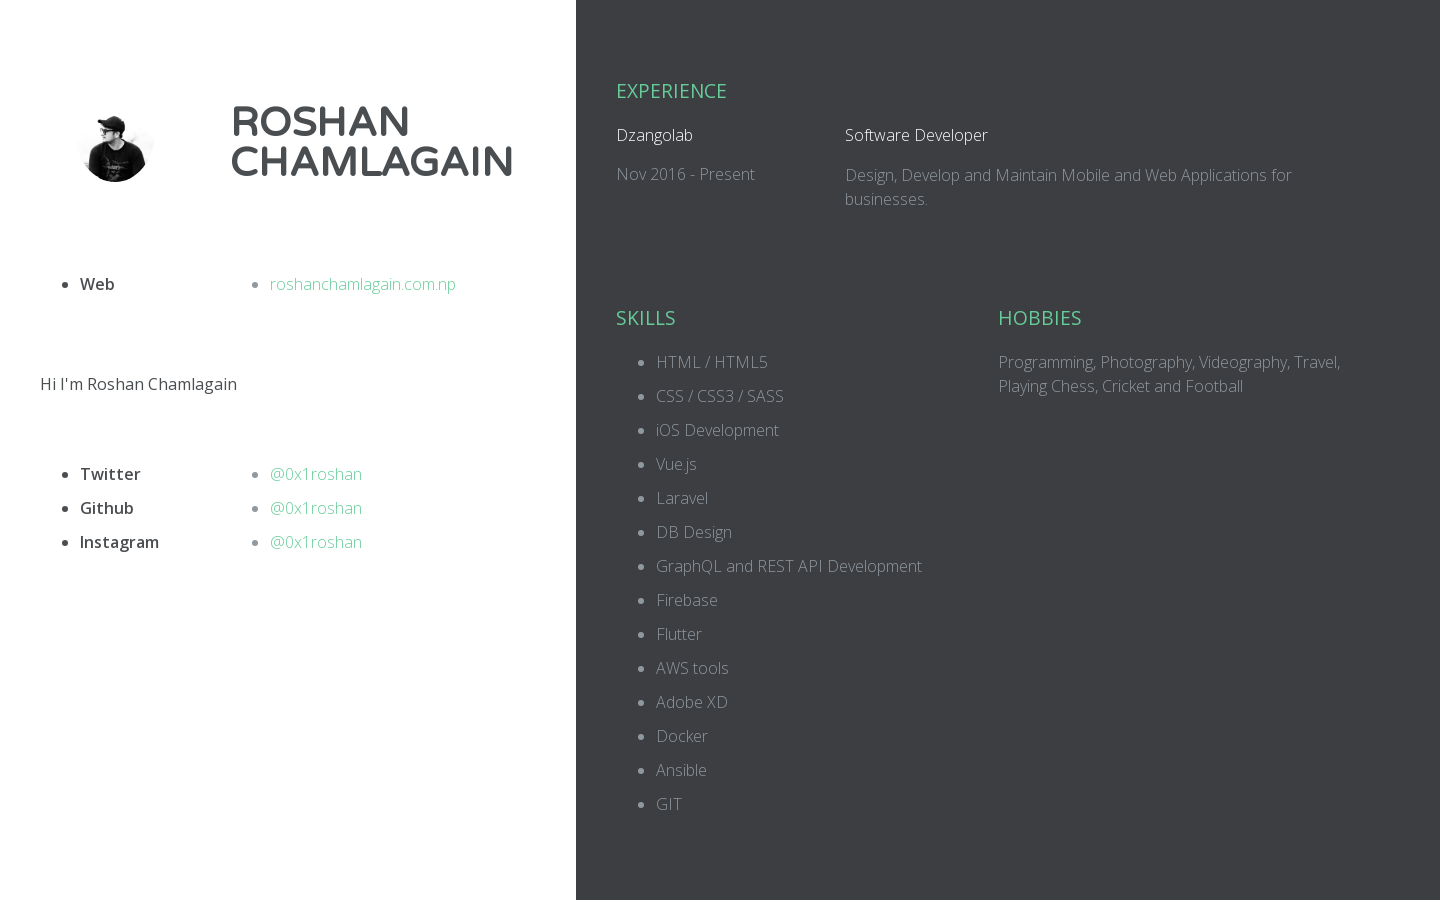 ROSHAN
CHAMLAGAIN
Web
roshanchamlagain.com.np
Hi I'm Roshan Chamlagain
Twitter
@0x1roshan
Github
@0x1roshan
Instagram
@0x1roshan
EXPERIENCE
Dzangolab
Nov 2016 - Present
Software Developer
Design, Develop and Maintain Mobile and Web Applications for
businesses.
SKILLS
HTML / HTML5
CSS / CSS3 / SASS
iOS Development
Vue.js
Laravel
DB Design
GraphQL and REST API Development
Firebase
Flutter
AWS tools
Adobe XD
Docker
Ansible
GIT
HOBBIES
Programming, Photography, Videography, Travel,
Playing Chess, Cricket and Football